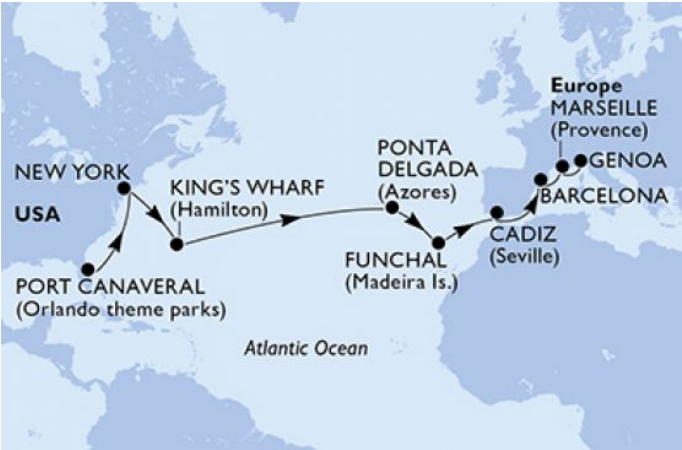 Europe
MARSEILLE
(Provence)
GENOA
BARCELONA
PONTA
DELGADA
(Azores)
NEW YORK
KING'S WHARF
(Hamilton)
USA
CADIZ
(Seville)
FUNCHAL
(Madeira Is.)
PORT CANAVERAL
(Orlando theme parks)
Atlantic Ocean